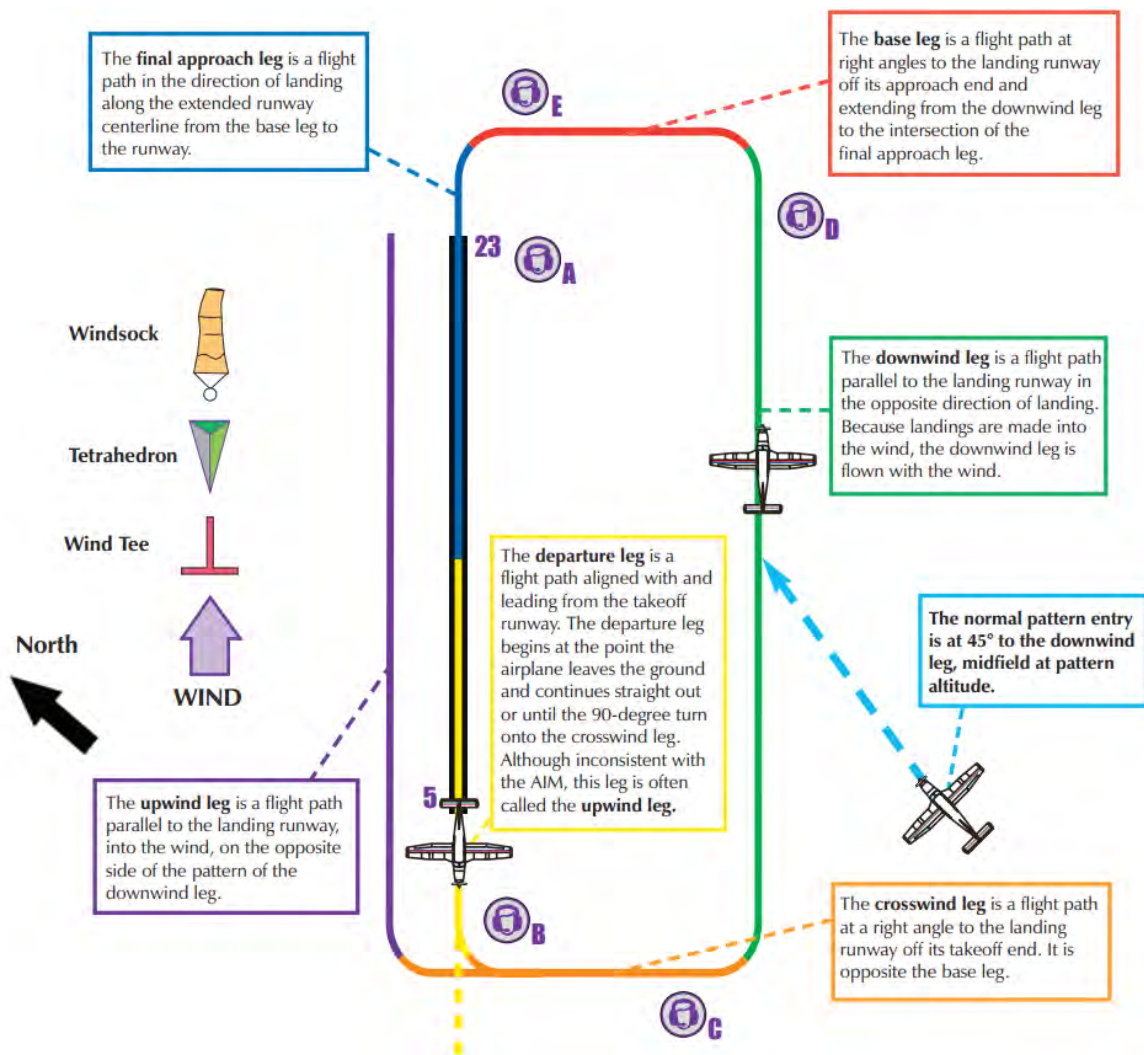 The final approach leg is a flight
path in the direction of landing
along the extended runway
centerline from the base leg to
the runway.
E
The base leg is a flight path at
right angles to the landing runway
off its approach end and
extending from the downwind leg
to the intersection of the
final approach leg.
D
23
A
Windsock
Tetrahedron
Wind Tee
North
WIND
The downwind leg is a flight path
parallel to the landing runway in
the opposite direction of landing.
Because landings are made into
the wind, the downwind leg is
flown with the wind.
The departure leg is a
flight path aligned with and
leading from the takeoff
runway. The departure leg
begins at the point the
airplane leaves the ground
and continues straight out
or until the 90-degree turn
onto the crosswind leg.
Although inconsistent with
the AIM, this leg is often
called the upwind leg.
The normal pattern entry
is at 45° to the downwind
leg, midfield at pattern
altitude.
5
The upwind leg is a flight path
parallel to the landing runway,
into the wind, on the opposite
side of the pattern of the
downwind leg.
B
The crosswind leg is a flight path
at a right angle to the landing
runway off its takeoff end. It is
opposite the base leg.
C